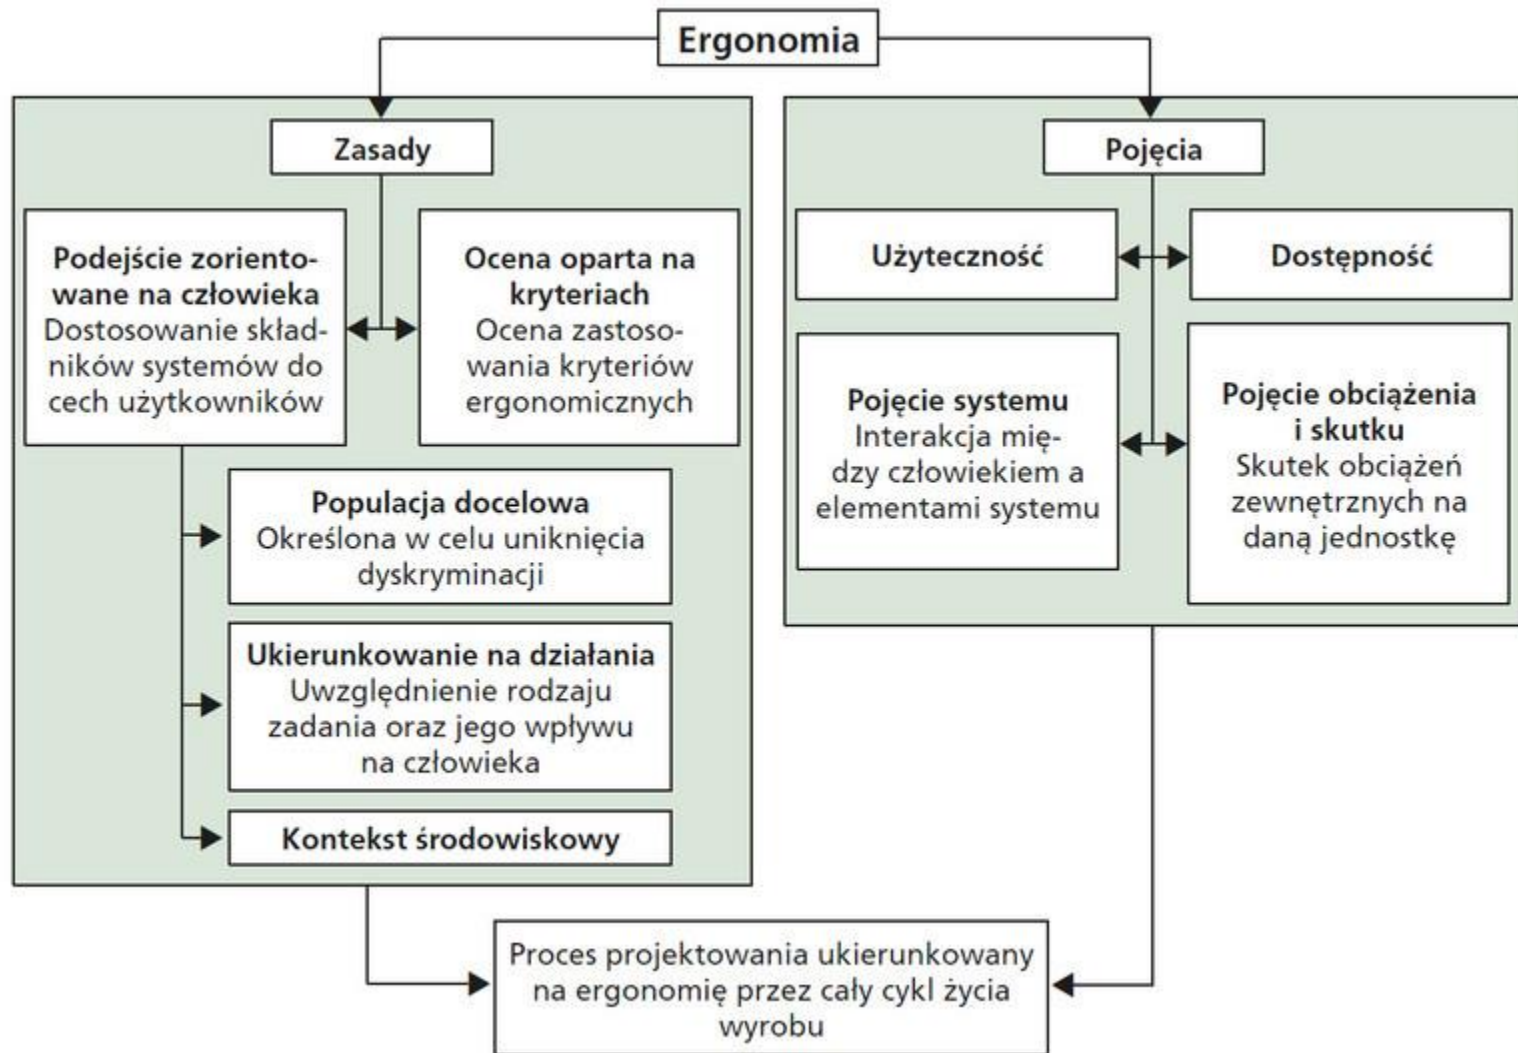 Ergonomia
Zasady
Podejście zoriento-
wane na człowieka
Dostosowanie skład-
ników systemów do
cech użytkowników
Ocena oparta na
kryteriach
Ocena zastoso-
wania kryteriów
ergonomicznych
Populacja docelowa
Określona w celu uniknięcia
dyskryminacji
Ukierunkowanie na działania
Uwzględnienie rodzaju
zadania oraz jego wpływu
na człowieka
Kontekst środowiskowy
Pojęcia
Użyteczność
Dostępność
Pojęcie systemu
Interakcja mię-
dzy człowiekiem a
elementami systemu
Pojęcie obciążenia
i skutku
Skutek obciążeń
zewnętrznych na
daną jednostkę
Proces projektowania ukierunkowany
na ergonomię przez cały cykl życia
wyrobu